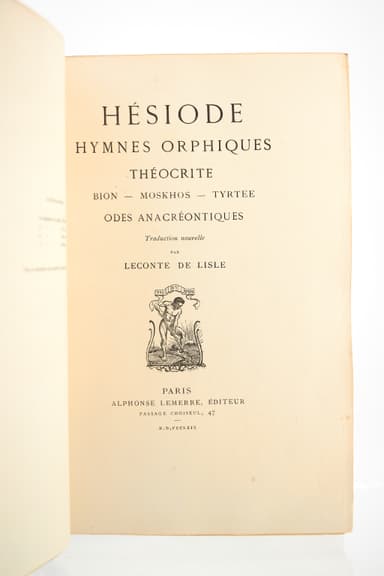 HÉSIODE
HYMNES ORPHIQUES
THÉOCRITE
BION — MOSKHOS — TYRTEE
ODES ANACRÉONTIQUES
Traduction nouvelle
PAR
LECONTE DE LISLE
PARIS
ALPHONSE LEMERRE, ÉDITEUR
PASSAGE CHOISEUL, 47